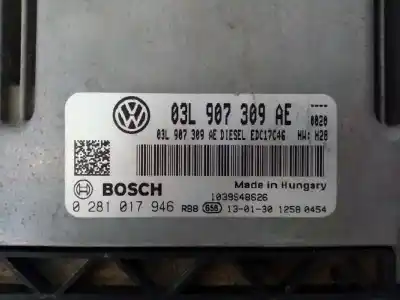 03L 907 309 AE ----
0020
03L 907 309 AE DIESEL EDC17C46 HW: H28
Made in Hungary
BOSCH 1039S48626
0 281 017 946 R98 656 13-01-30 1258 0454